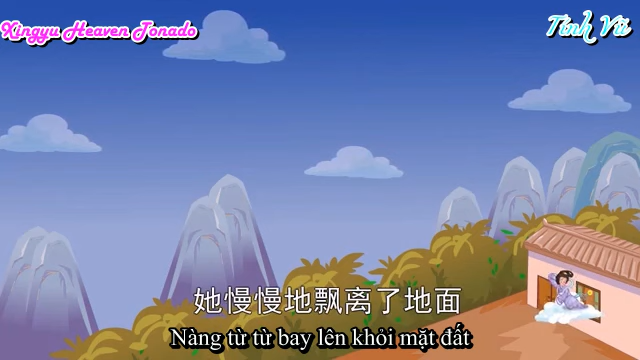 Xingyu Heaven Tonado
Tinh Vũ
她慢慢地飘离了地面
Nàng từ từ bay lên khỏi mặt đất